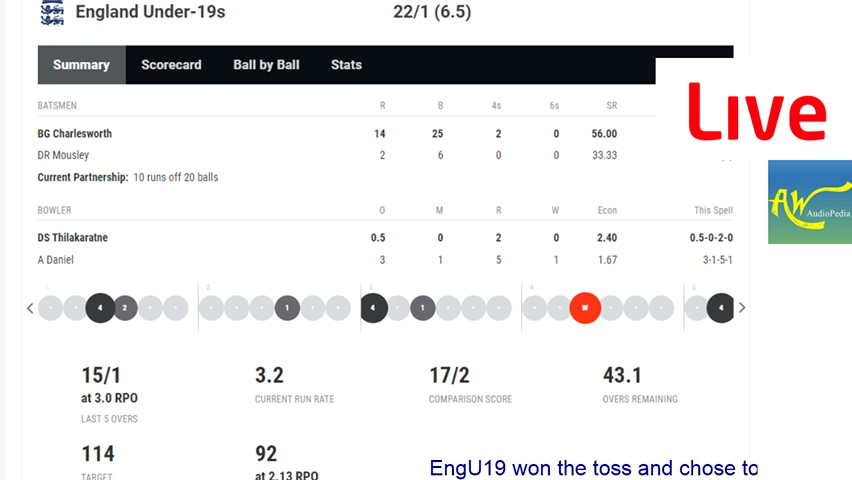 England Under-19s 22/1 (6.5)
Summary Scorecard Ball by Ball Stats
Live
BATSMEN R B 4s 6s SR
BG Charlesworth 14 25 2 0 56.00
DR Mousley 2 6 0 0 33.33
Current Partnership: 10 runs off 20 balls
AW AudioPedia
BOWLER O M R W Econ This Spell
DS Thilakaratne 0.5 0 2 0 2.40 0.5-0-2-0
A Daniel 3 1 5 1 1.67 3-1-5-1
1 2 3 4 5
4 2 1 4 1 W 4
15/1 3.2 17/2 43.1
at 3.0 RPO CURRENT RUN RATE COMPARISON SCORE OVERS REMAINING
LAST 5 OVERS
114 92
TARGET at 2.13 RPO
EngU19 won the toss and chose to